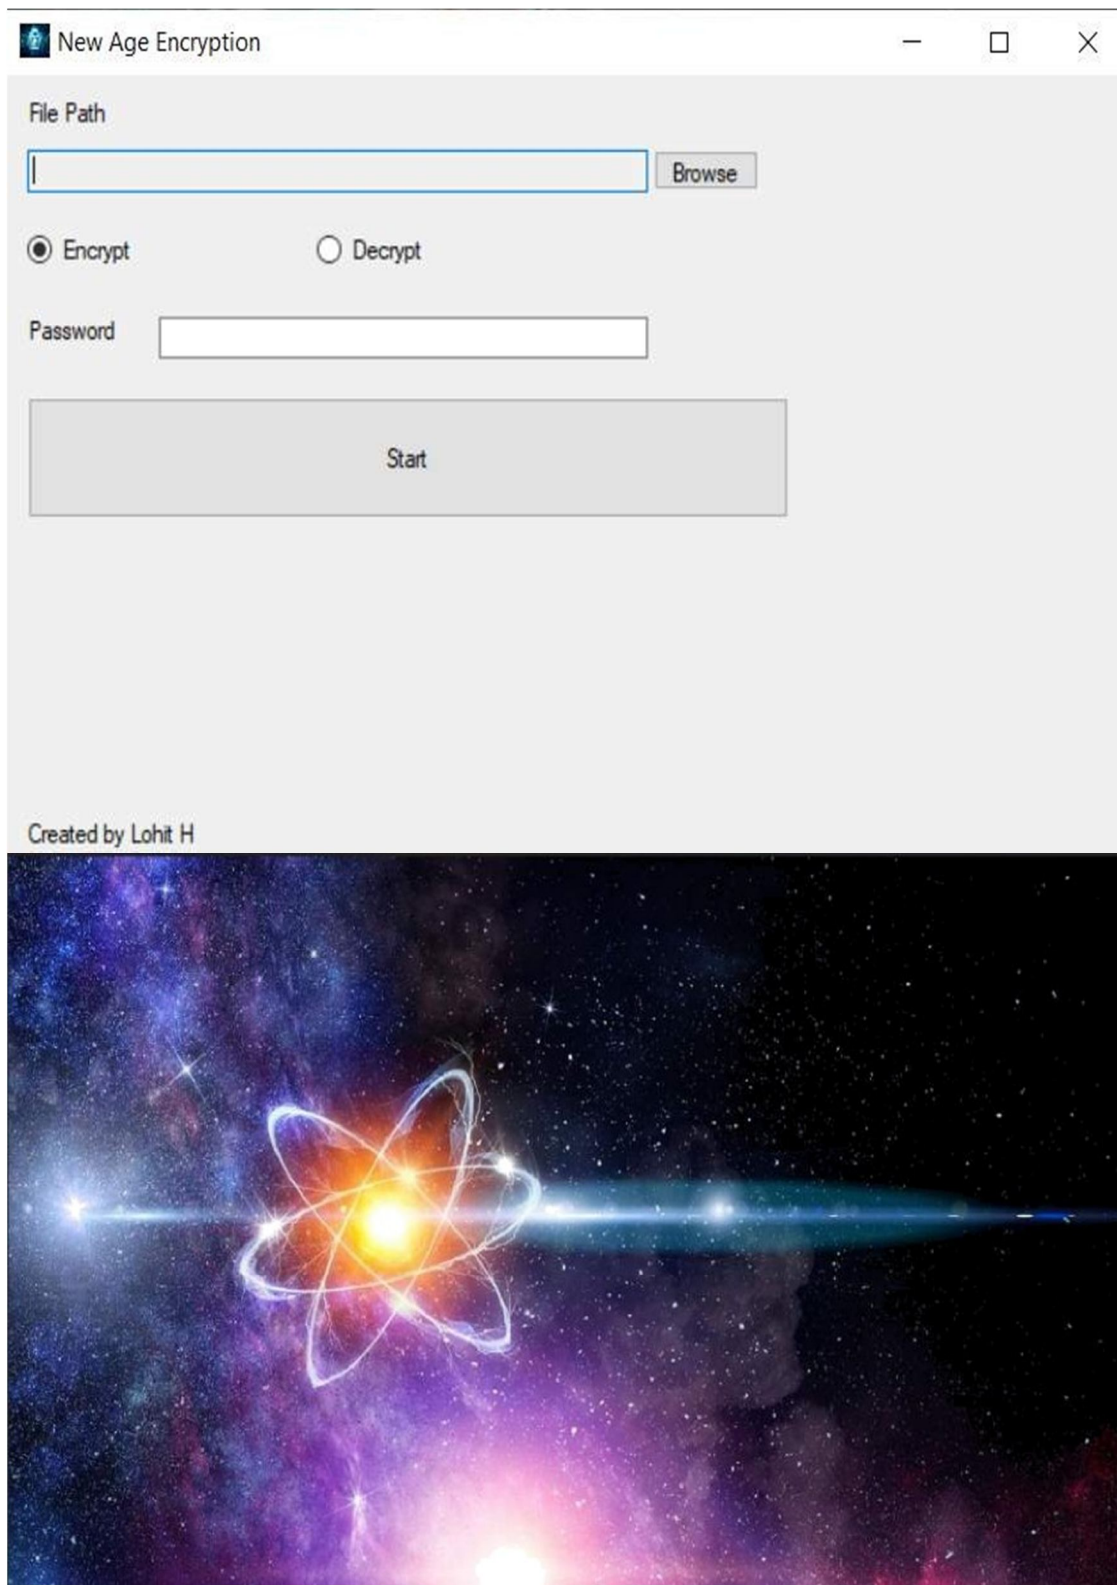 New Age Encryption
File Path
Browse
Encrypt Decrypt
Password
Start
Created by Lohit H